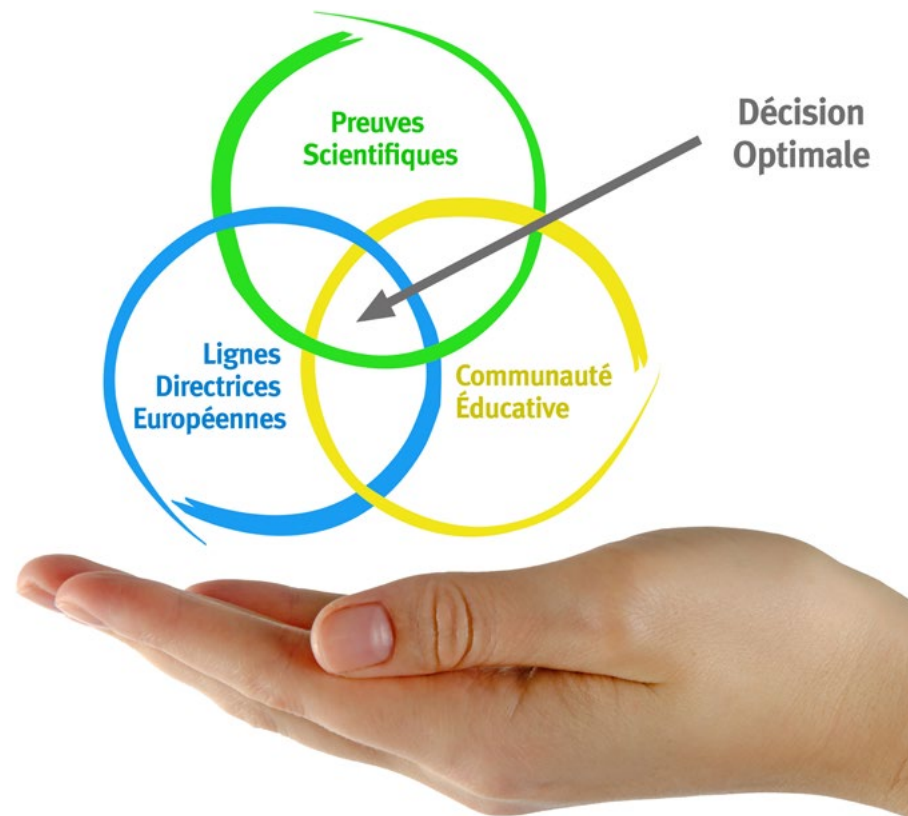 Preuves
Scientifiques
Décision
Optimale
Lignes
Directrices
Européennes
Communauté
Éducative